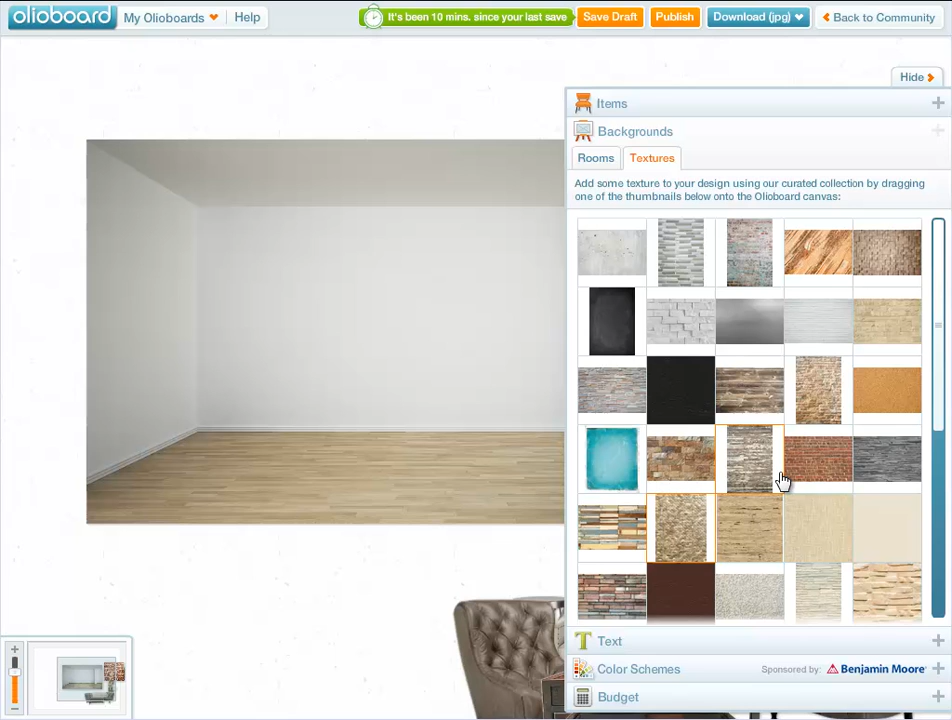 olioboard My Olioboards Help It's been 10 mins. since your last save Save Draft Publish Download (jpg) Back to Community
Hide
Items
Backgrounds
Rooms Textures
Add some texture to your design using our curated collection by dragging
one of the thumbnails below onto the Olioboard canvas:
Text
Color Schemes Sponsored by: Benjamin Moore
Budget